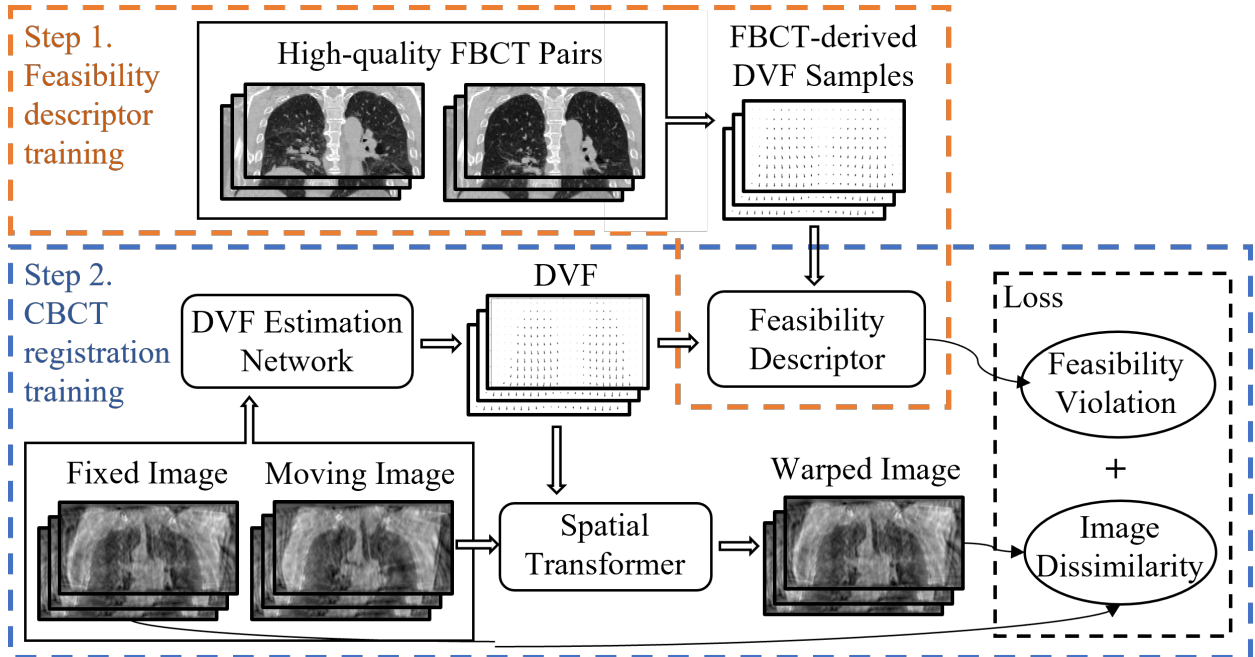 Step 1.
Feasibility
descriptor
training
High-quality FBCT Pairs
FBCT-derived
DVF Samples
Step 2.
CBCT
registration
training
DVF Estimation
Network
DVF
Feasibility
Descriptor
Loss
Feasibility
Violation
+
Image
Dissimilarity
Fixed Image
Moving Image
Spatial
Transformer
Warped Image